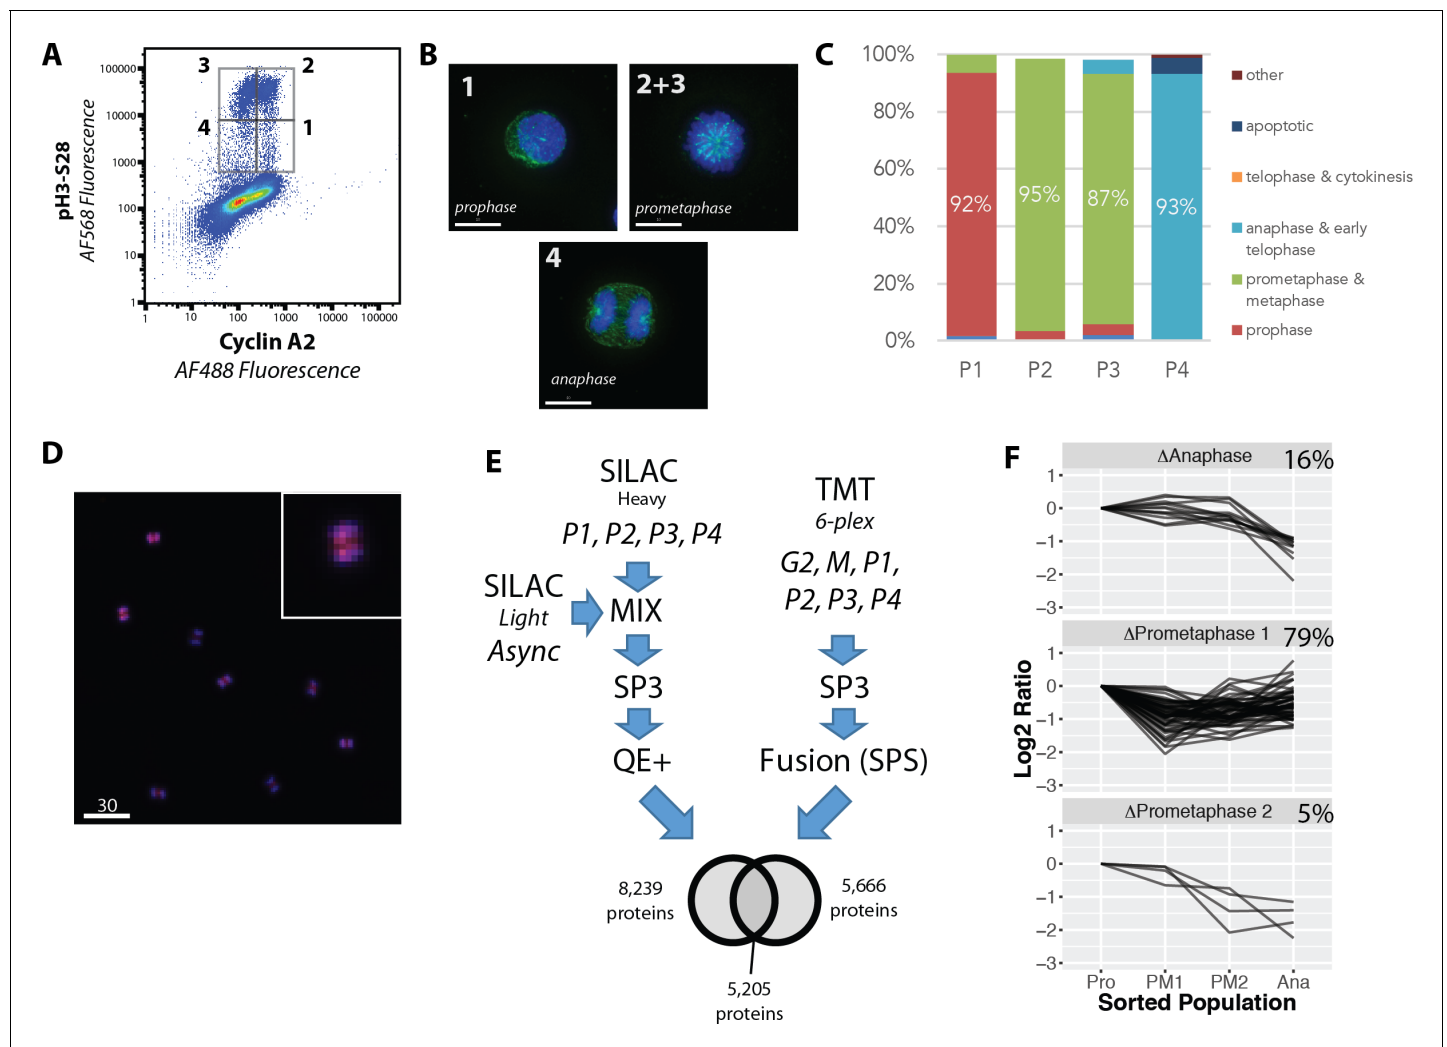 A
pH3-S28
AF568 Fluorescence
100000
10000
1000
100
10
1
3
2
4
1
1
10
100
1000
10000
100000
Cyclin A2
AF488 Fluorescence
B
1
prophase
2+3
prometaphase
4
anaphase
C
100%
80%
60%
40%
20%
0%
92%
95%
87%
93%
P1
P2
P3
P4
other
apoptotic
telophase & cytokinesis
anaphase & early
telophase
prometaphase &
metaphase
prophase
D
30
E
SILAC
Heavy
P1, P2, P3, P4
SILAC
Light
Async
MIX
SP3
QE+
TMT
6-plex
G2, M, P1,
P2, P3, P4
SP3
Fusion (SPS)
8,239
proteins
5,666
proteins
5,205
proteins
F
Log2 Ratio
ΔAnaphase 16%
1
0
−1
−2
−3
ΔPrometaphase 1 79%
1
0
−1
−2
−3
ΔPrometaphase 2 5%
1
0
−1
−2
−3
Pro
PM1
PM2
Ana
Sorted Population